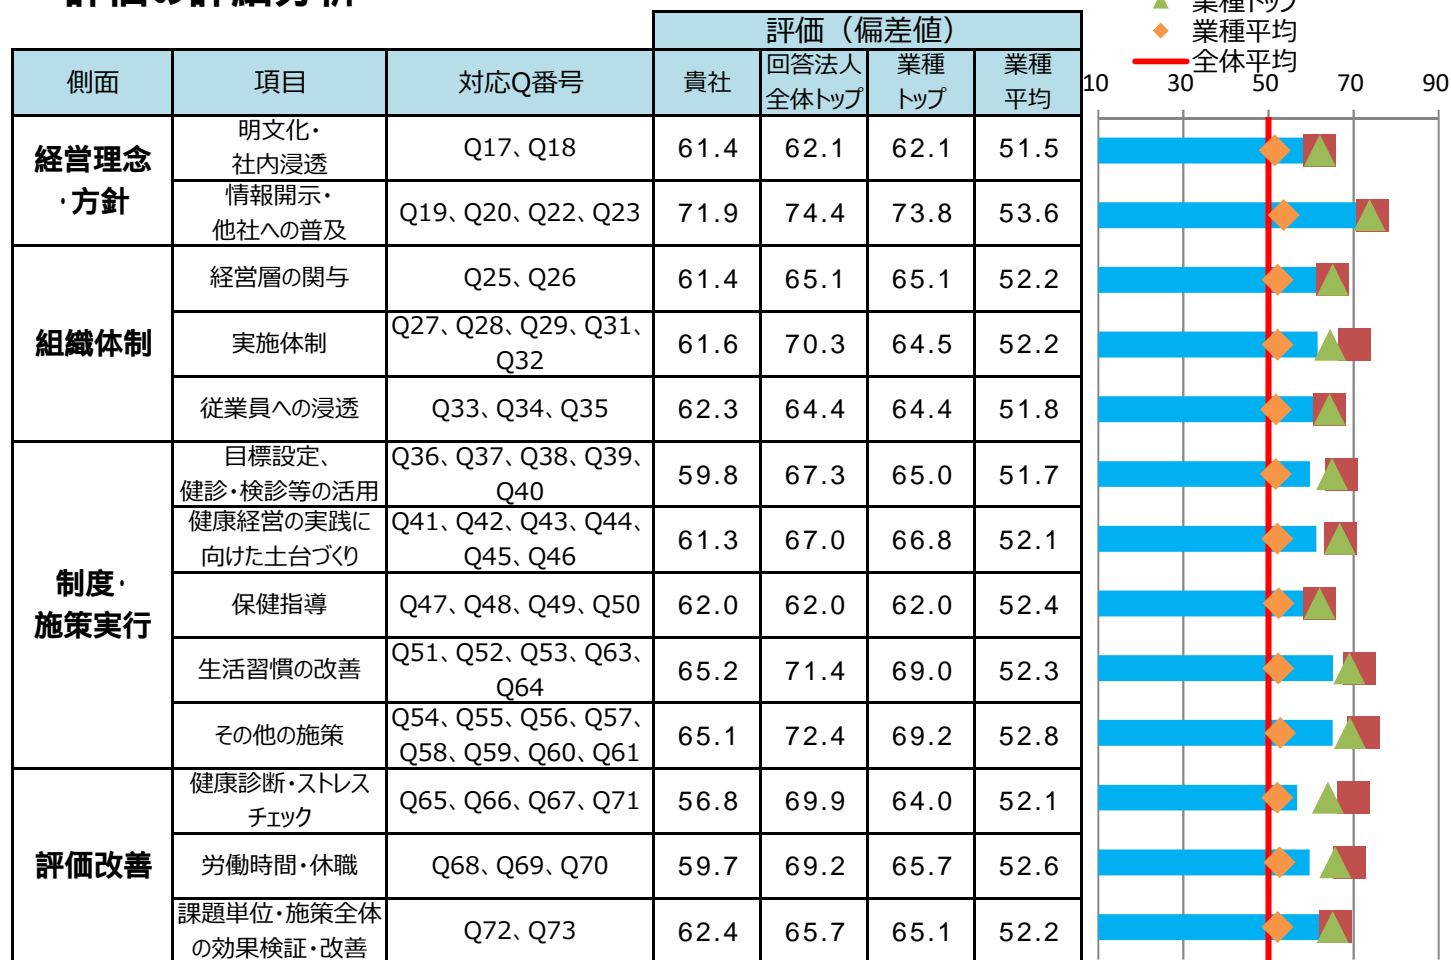 評価の詳細分析
業種トップ
業種平均
全体平均
評価（偏差値）
側面 項目 対応Q番号 貴社 回答法人全体トップ 業種トップ 業種平均
10 30 50 70 90
経営理念・方針
明文化・社内浸透 Q17、Q18 61.4 62.1 62.1 51.5
情報開示・他社への普及 Q19、Q20、Q22、Q23 71.9 74.4 73.8 53.6
組織体制
経営層の関与 Q25、Q26 61.4 65.1 65.1 52.2
実施体制 Q27、Q28、Q29、Q31、Q32 61.6 70.3 64.5 52.2
従業員への浸透 Q33、Q34、Q35 62.3 64.4 64.4 51.8
制度・施策実行
目標設定、健診・検診等の活用 Q36、Q37、Q38、Q39、Q40 59.8 67.3 65.0 51.7
健康経営の実践に向けた土台づくり Q41、Q42、Q43、Q44、Q45、Q46 61.3 67.0 66.8 52.1
保健指導 Q47、Q48、Q49、Q50 62.0 62.0 62.0 52.4
生活習慣の改善 Q51、Q52、Q53、Q63、Q64 65.2 71.4 69.0 52.3
その他の施策 Q54、Q55、Q56、Q57、Q58、Q59、Q60、Q61 65.1 72.4 69.2 52.8
評価改善
健康診断・ストレスチェック Q65、Q66、Q67、Q71 56.8 69.9 64.0 52.1
労働時間・休職 Q68、Q69、Q70 59.7 69.2 65.7 52.6
課題単位・施策全体の効果検証・改善 Q72、Q73 62.4 65.7 65.1 52.2